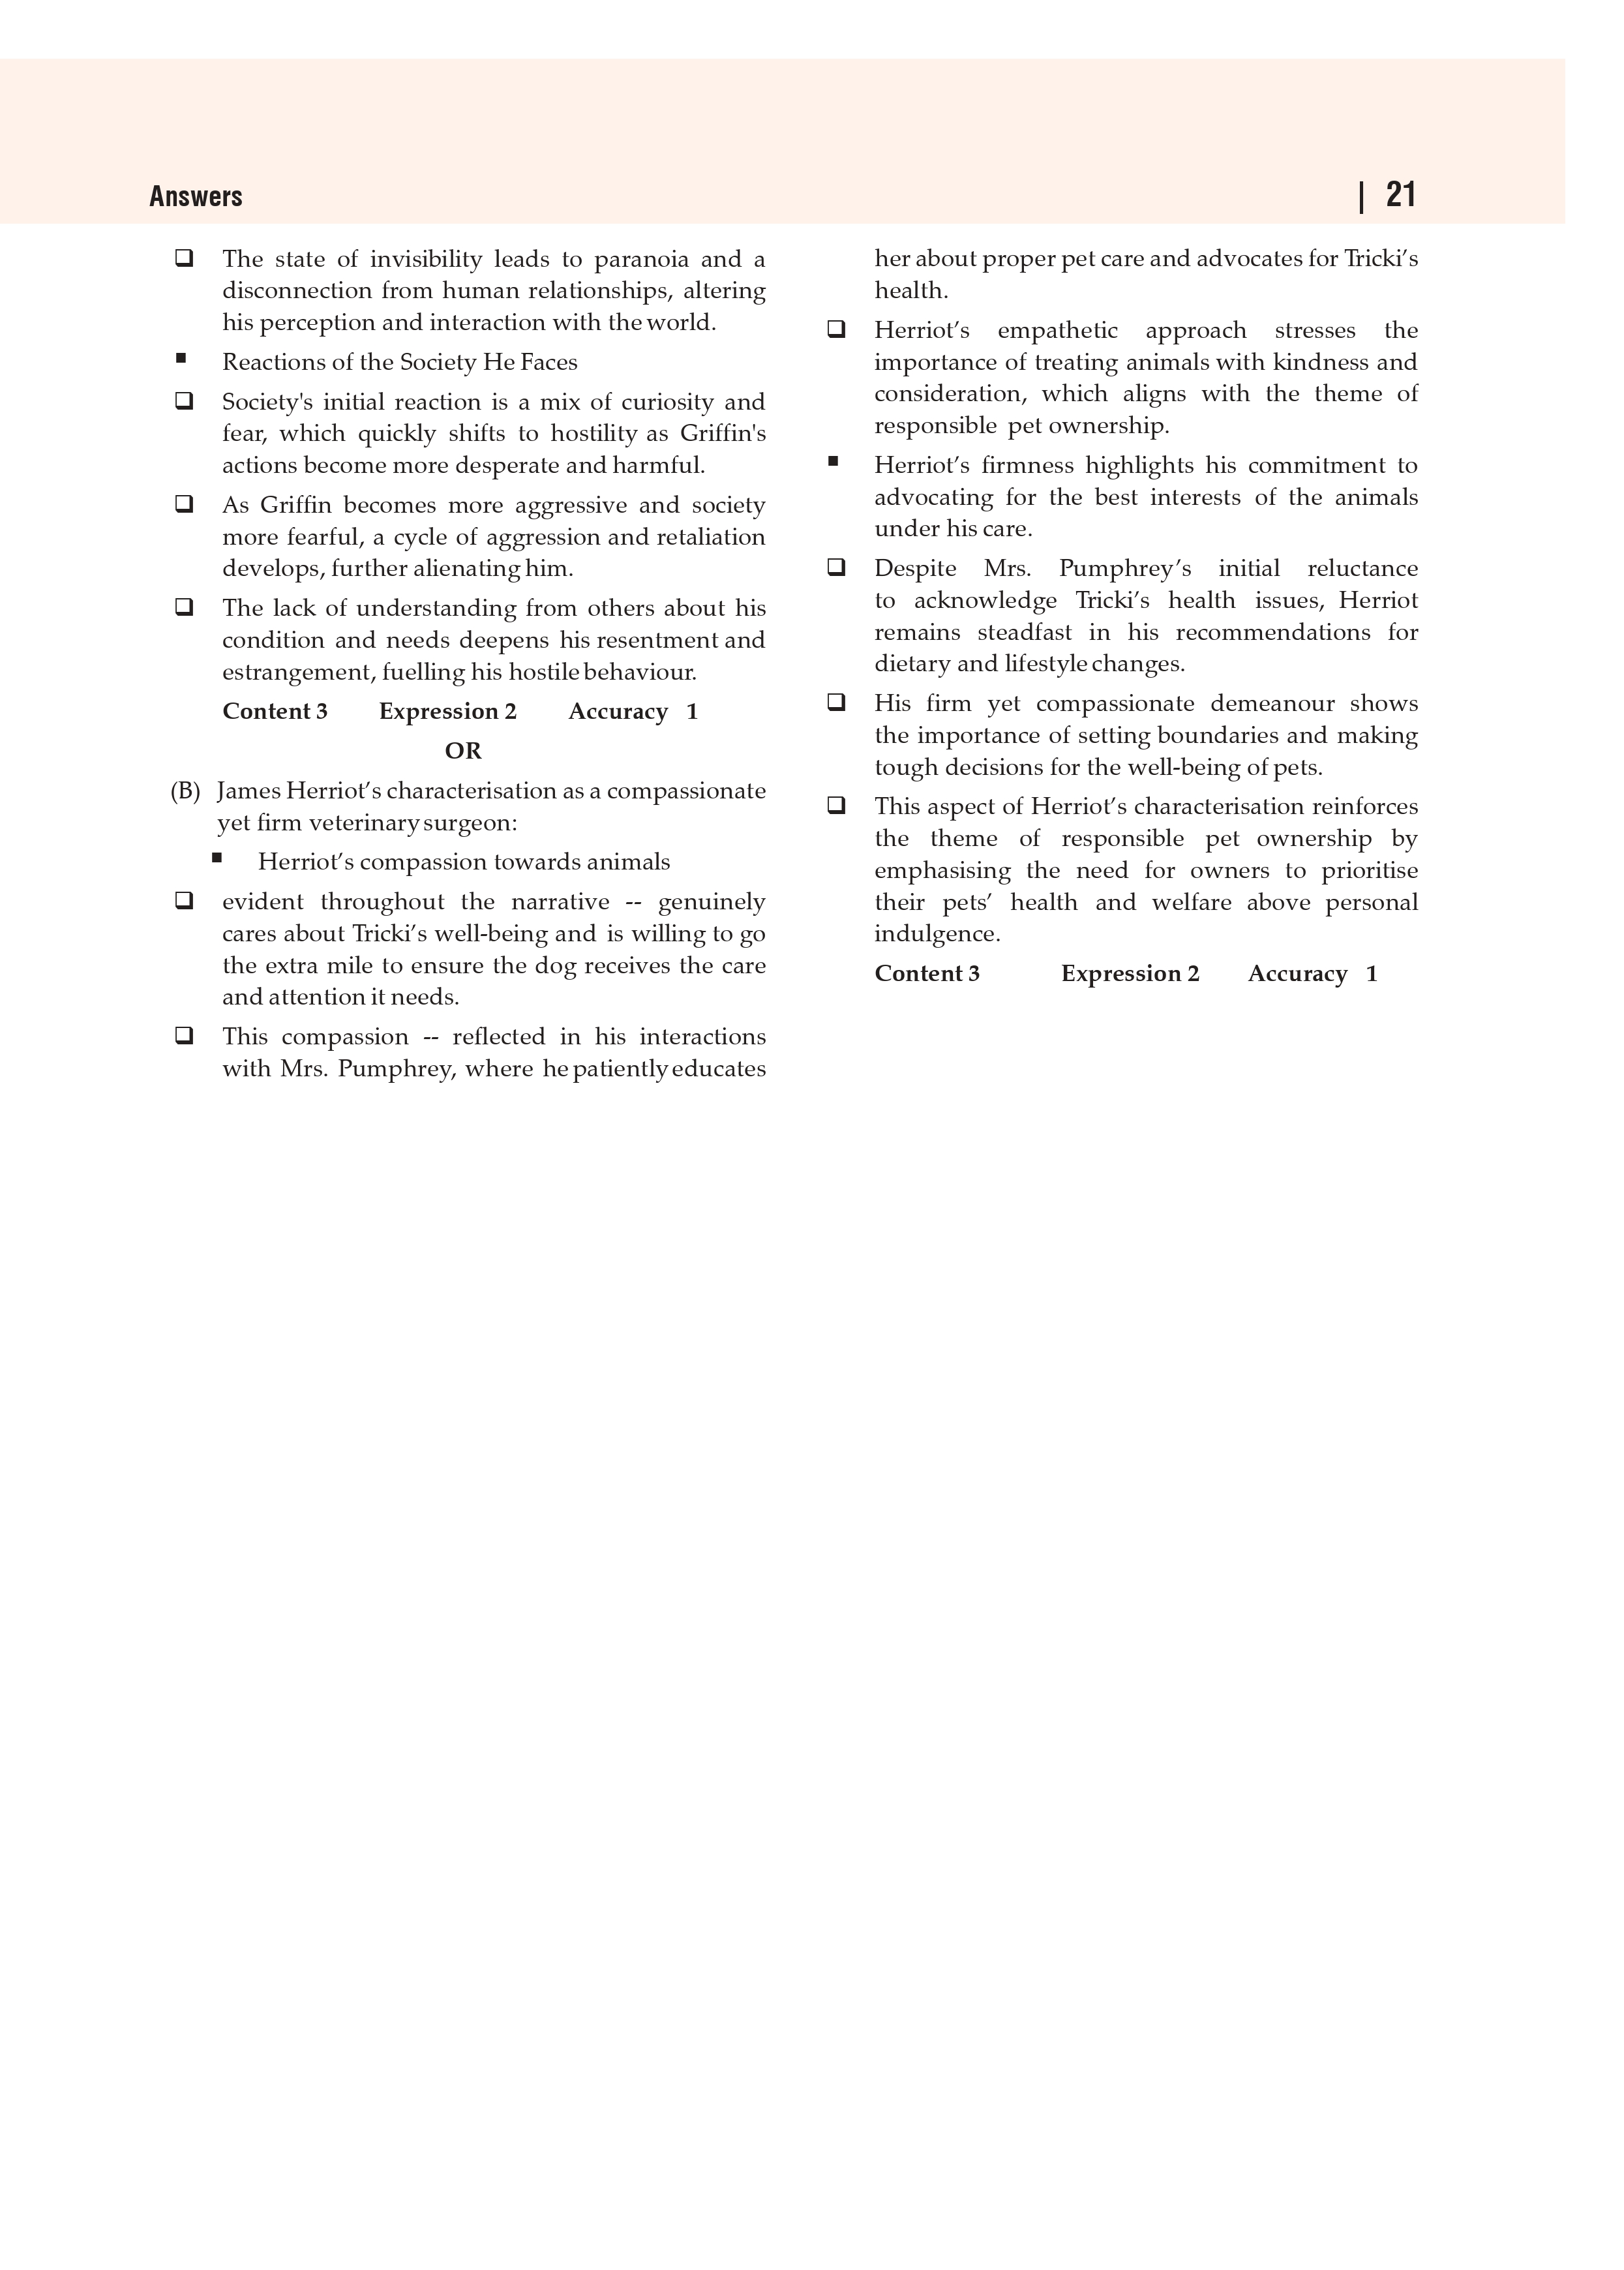 Answers
21
❑ The state of invisibility leads to paranoia and a
disconnection from human relationships, altering
his perception and interaction with the world.
▪ Reactions of the Society He Faces
❑ Society's initial reaction is a mix of curiosity and
fear, which quickly shifts to hostility as Griffin's
actions become more desperate and harmful.
❑ As Griffin becomes more aggressive and society
more fearful, a cycle of aggression and retaliation
develops, further alienating him.
❑ The lack of understanding from others about his
condition and needs deepens his resentment and
estrangement, fuelling his hostile behaviour.
Content 3 Expression 2 Accuracy 1
OR
(B) James Herriot’s characterisation as a compassionate
yet firm veterinary surgeon:
▪ Herriot’s compassion towards animals
❑ evident throughout the narrative -- genuinely
cares about Tricki’s well-being and is willing to go
the extra mile to ensure the dog receives the care
and attention it needs.
❑ This compassion -- reflected in his interactions
with Mrs. Pumphrey, where he patiently educates
her about proper pet care and advocates for Tricki’s
health.
❑ Herriot’s empathetic approach stresses the
importance of treating animals with kindness and
consideration, which aligns with the theme of
responsible pet ownership.
▪ Herriot’s firmness highlights his commitment to
advocating for the best interests of the animals
under his care.
❑ Despite Mrs. Pumphrey’s initial reluctance
to acknowledge Tricki’s health issues, Herriot
remains steadfast in his recommendations for
dietary and lifestyle changes.
❑ His firm yet compassionate demeanour shows
the importance of setting boundaries and making
tough decisions for the well-being of pets.
❑ This aspect of Herriot’s characterisation reinforces
the theme of responsible pet ownership by
emphasising the need for owners to prioritise
their pets’ health and welfare above personal
indulgence.
Content 3 Expression 2 Accuracy 1